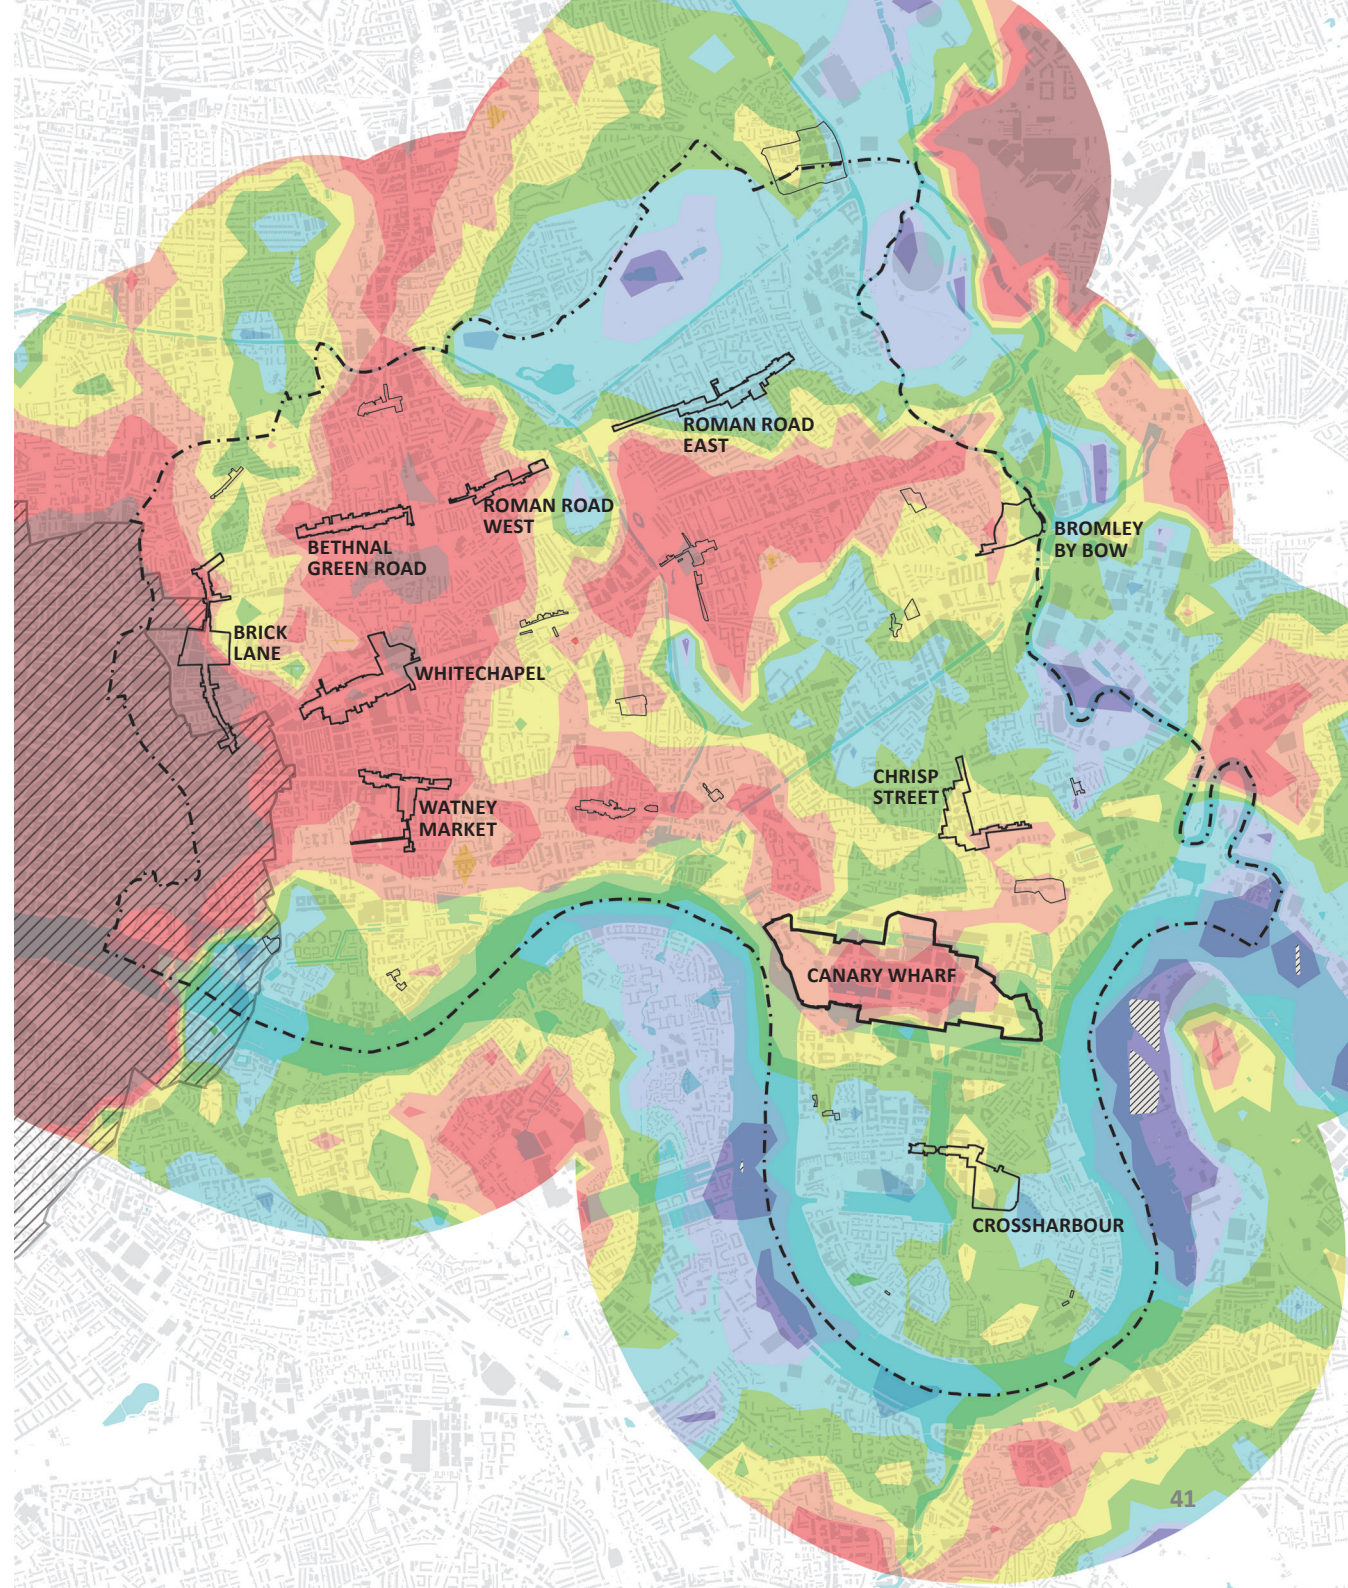 ROMAN ROAD
EAST
ROMAN ROAD
WEST
BETHNAL
GREEN ROAD
BROMLEY
BY BOW
BRICK
LANE
WHITECHAPEL
CHRISP
STREET
WATNEY
MARKET
CANARY WHARF
CROSSHARBOUR
41